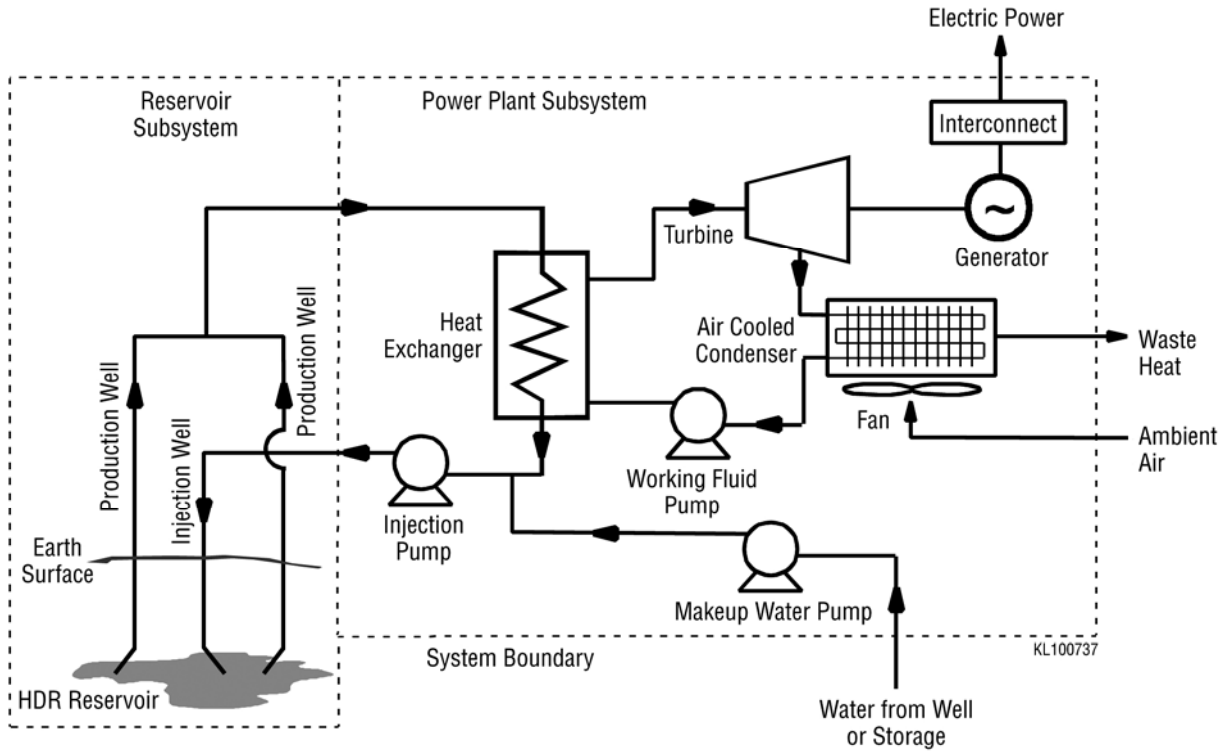 Electric Power
Reservoir
Subsystem
Power Plant Subsystem
Interconnect
~
Turbine
Generator
Heat
Exchanger
Air Cooled
Condenser
Waste
Heat
Production Well
Injection Well
Production Well
Fan
Ambient
Air
Working Fluid
Pump
Injection
Pump
Earth
Surface
Makeup Water Pump
KL100737
System Boundary
HDR Reservoir
Water from Well
or Storage